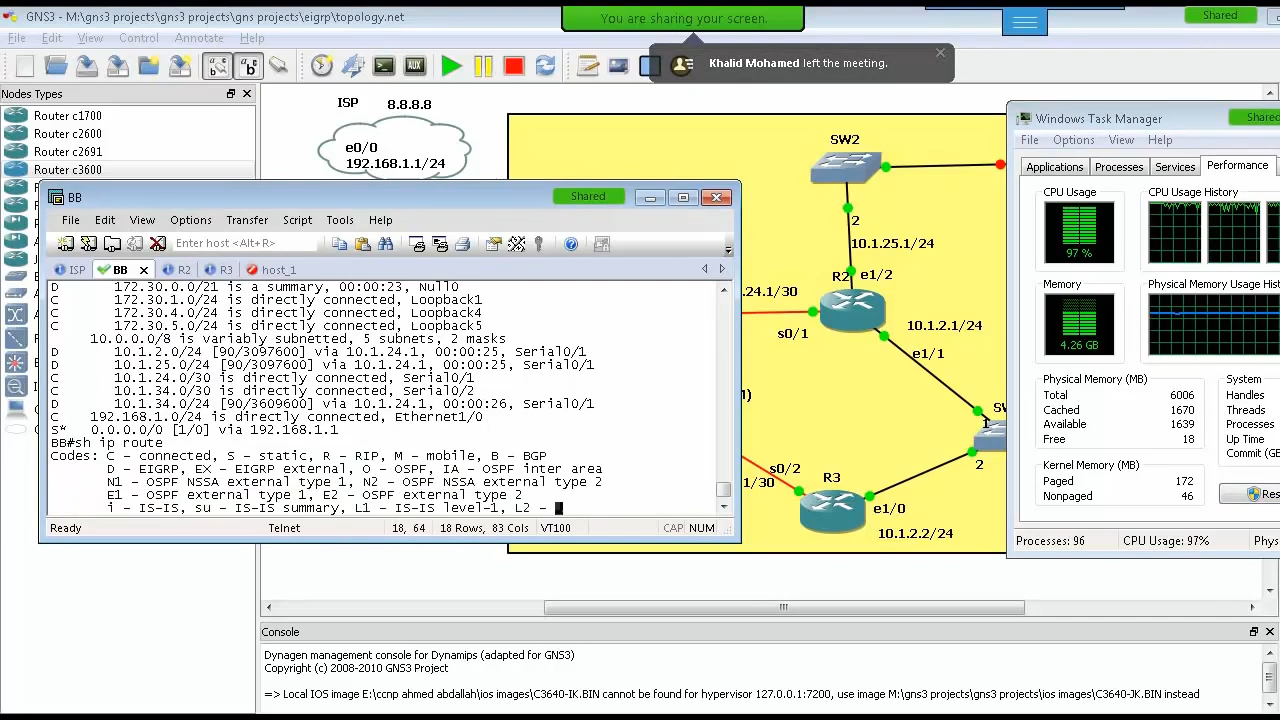 GNS3 - M:\gns3 projects\gns3 projects\gns projects\eigrp\topology.net
You are sharing your screen.
Shared
File Edit View Control Annotate Help
Khalid Mohamed left the meeting.
AUX
Nodes Types
Router c1700
Router c2600
Router c2691
Router c3600
ISP 8.8.8.8
e0/0
192.168.1.1/24
SW2
2
10.1.25.1/24
R2 e1/2
24.1/30
s0/1
10.1.2.1/24
e1/1
1
2
s0/2
R3
1/30
e1/0
10.1.2.2/24
BB
Shared
File Edit View Options Transfer Script Tools Help
Enter host <Alt+R>
ISP BB R2 R3 host_1
D 172.30.0.0/21 is a summary, 00:00:23, Null0
C 172.30.1.0/24 is directly connected, Loopback1
C 172.30.4.0/24 is directly connected, Loopback4
C 172.30.5.0/24 is directly connected, Loopback5
10.0.0.0/8 is variably subnetted, 5 subnets, 2 masks
D 10.1.2.0/24 [90/3097600] via 10.1.24.1, 00:00:25, Serial0/1
D 10.1.25.0/24 [90/3097600] via 10.1.24.1, 00:00:25, Serial0/1
C 10.1.24.0/30 is directly connected, Serial0/1
C 10.1.34.0/30 is directly connected, Serial0/2
D 10.1.34.0/24 [90/3609600] via 10.1.24.1, 00:00:26, Serial0/1
C 192.168.1.0/24 is directly connected, Ethernet1/0
S* 0.0.0.0/0 [1/0] via 192.168.1.1
BB#sh ip route
Codes: C - connected, S - static, R - RIP, M - mobile, B - BGP
D - EIGRP, EX - EIGRP external, O - OSPF, IA - OSPF inter area
N1 - OSPF NSSA external type 1, N2 - OSPF NSSA external type 2
E1 - OSPF external type 1, E2 - OSPF external type 2
i - IS-IS, su - IS-IS summary, L1 - IS-IS level-1, L2 -
Ready Telnet 18, 64 18 Rows, 83 Cols VT100 CAP NUM
Windows Task Manager
Shared
File Options View Help
Applications Processes Services Performance
CPU Usage CPU Usage History
97 %
Memory Physical Memory Usage
4.26 GB
Physical Memory (MB)
Total 6006
Cached 1670
Available 1639
Free 18
Kernel Memory (MB)
Paged 172
Nonpaged 46
System
Handles
Threads
Processes
Up Time
Commit (GB
Processes: 96 CPU Usage: 97%
Console
Dynagen management console for Dynamips (adapted for GNS3)
Copyright (c) 2008-2010 GNS3 Project
=> Local IOS image E:\ccnp ahmed abdallah\ios images\C3640-IK.BIN cannot be found for hypervisor 127.0.0.1:7200, use image M:\gns3 projects\gns3 projects\ios images\C3640-JK.BIN instead